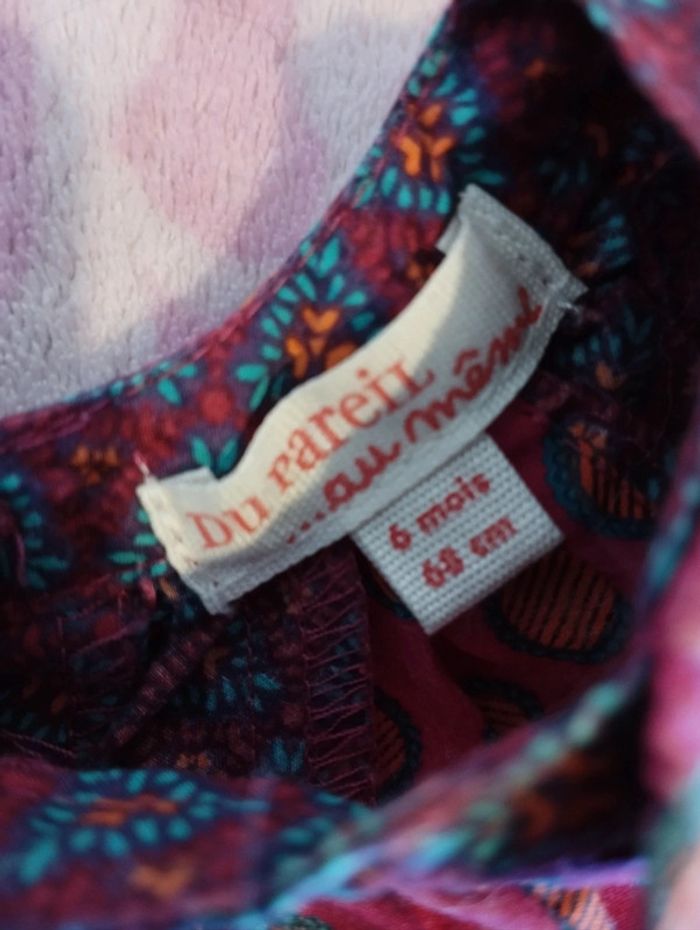 Du Pareil
...au même
6 mois
68 cm